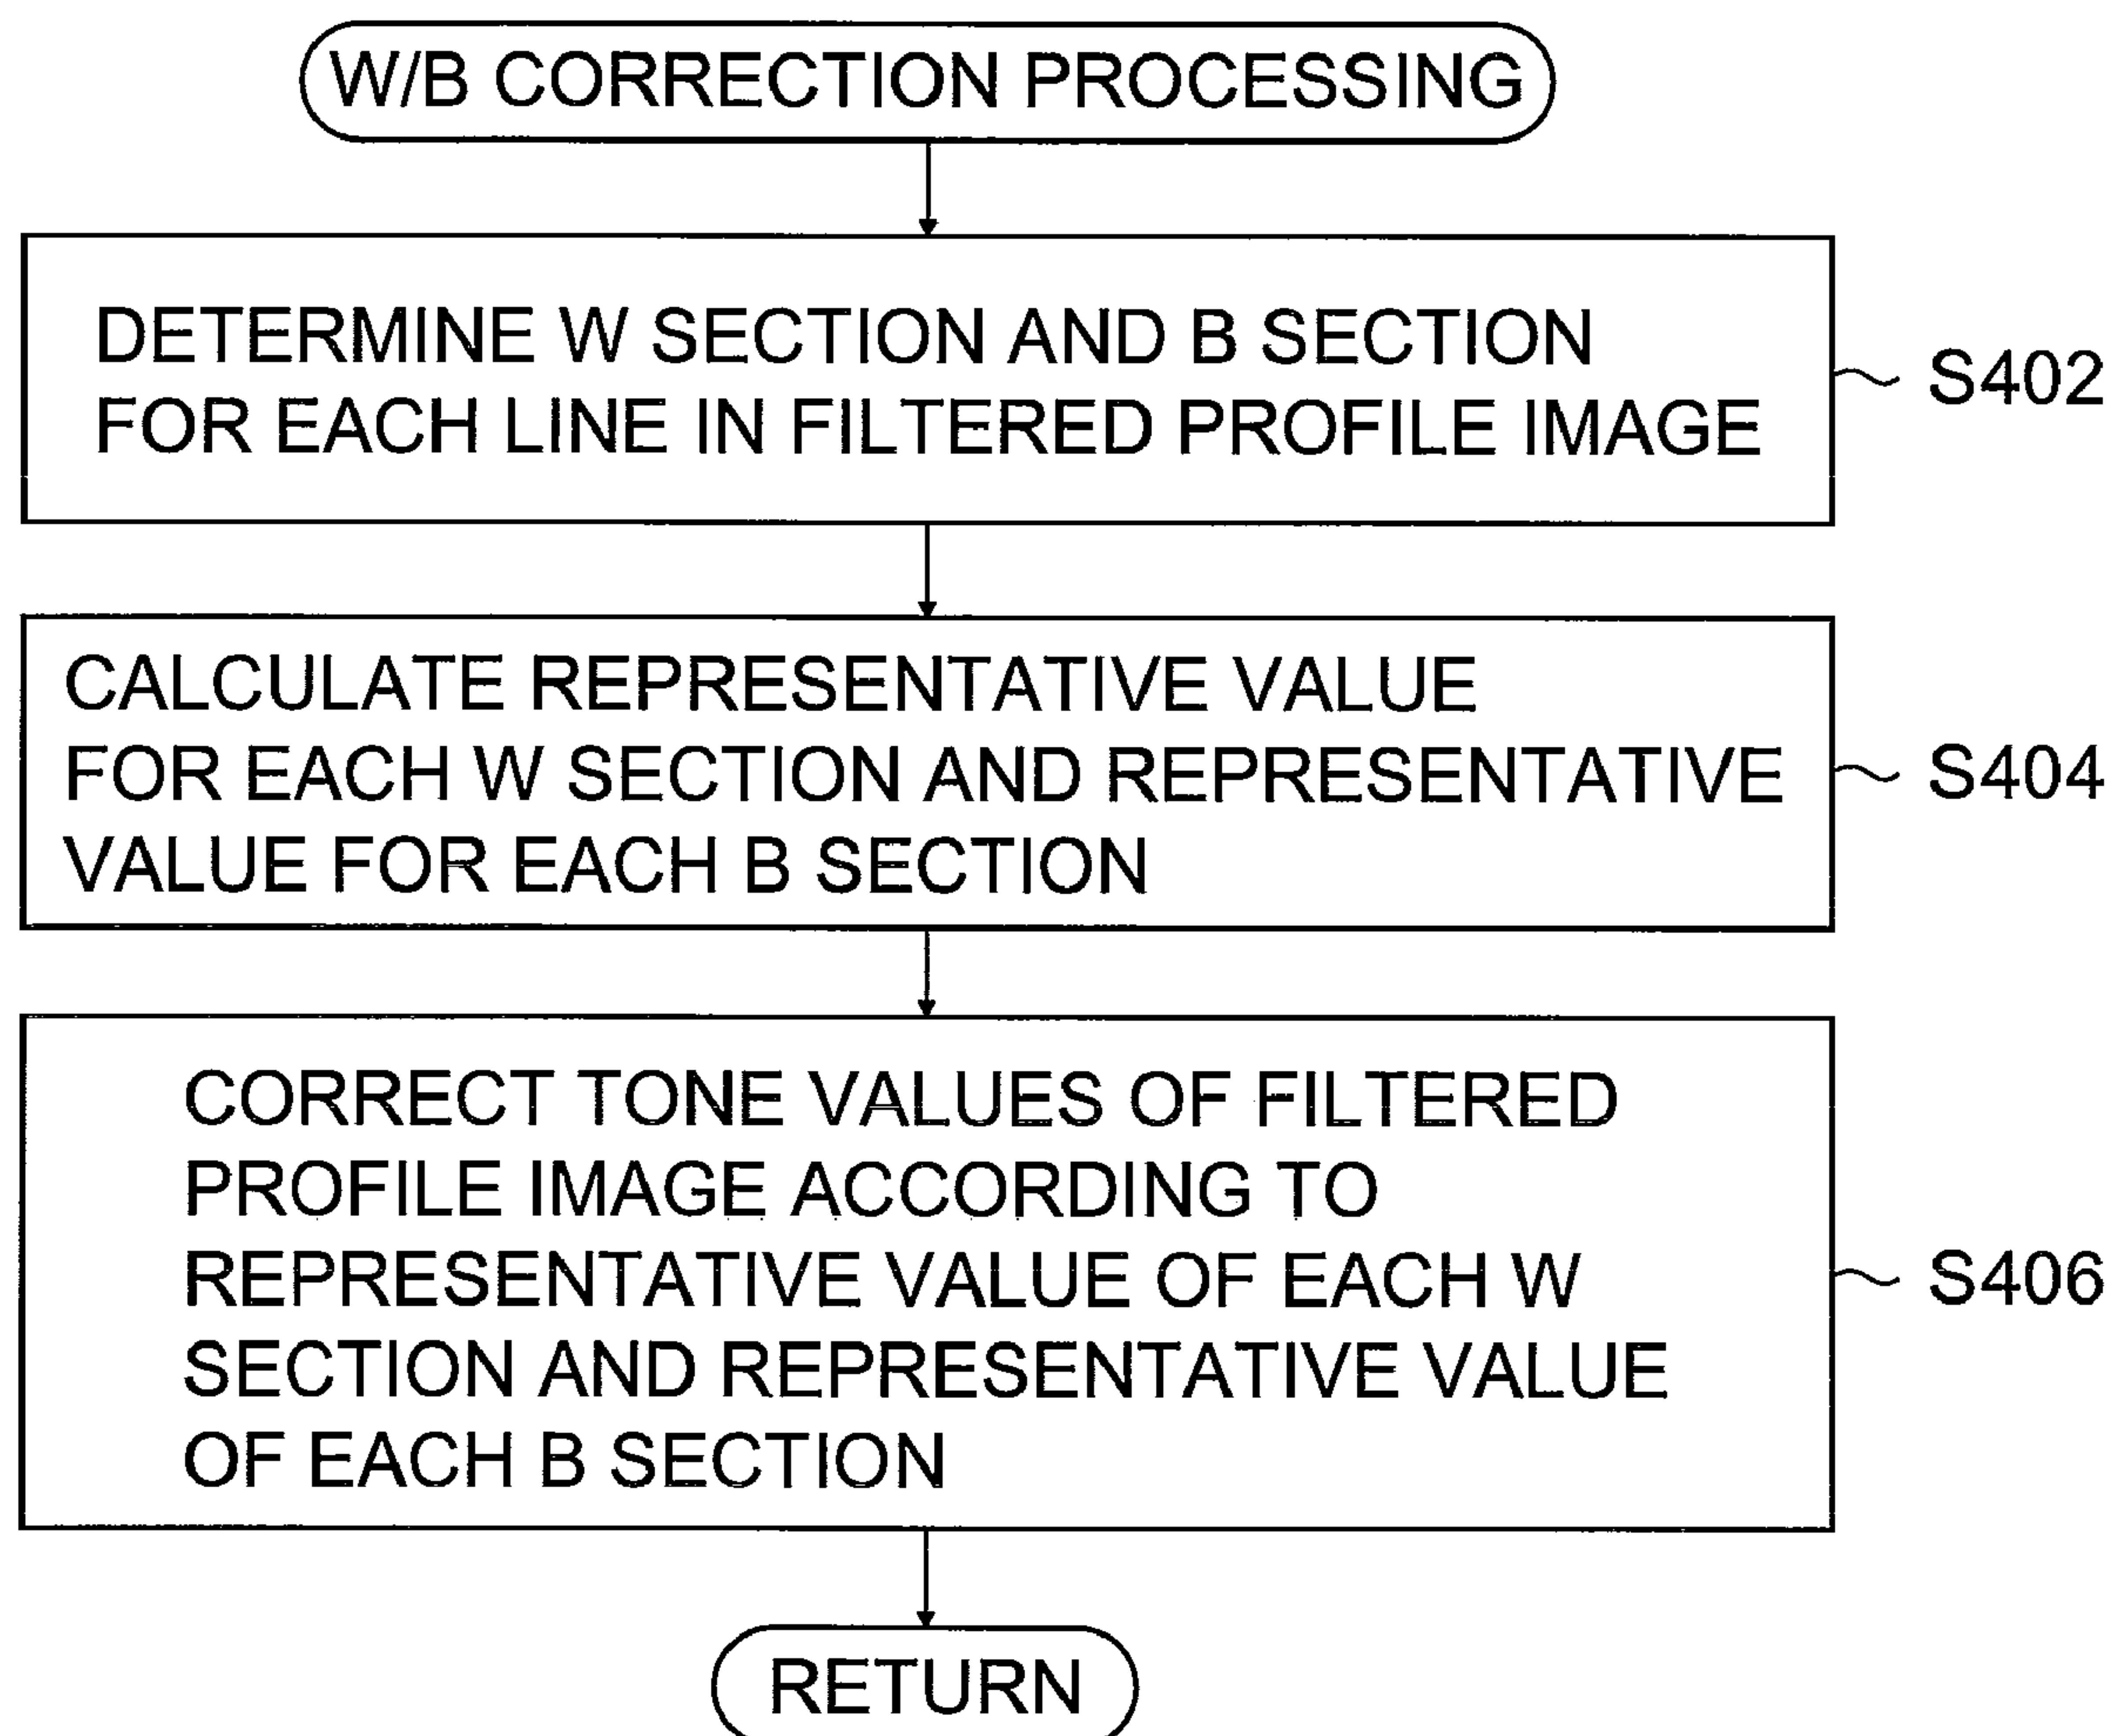 W/B CORRECTION PROCESSING
DETERMINE W SECTION AND B SECTION
FOR EACH LINE IN FILTERED PROFILE IMAGE
S402
CALCULATE REPRESENTATIVE VALUE
FOR EACH W SECTION AND REPRESENTATIVE
VALUE FOR EACH B SECTION
S404
CORRECT TONE VALUES OF FILTERED
PROFILE IMAGE ACCORDING TO
REPRESENTATIVE VALUE OF EACH W
SECTION AND REPRESENTATIVE VALUE
OF EACH B SECTION
S406
RETURN